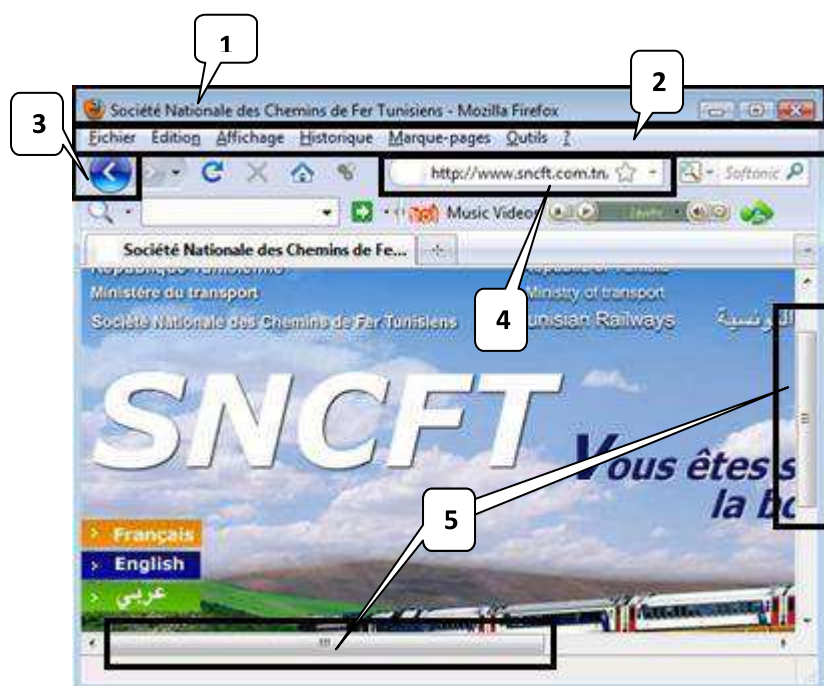 1
2
3
Société Nationale des Chemins de Fer Tunisiens - Mozilla Firefox
Fichier Edition Affichage Historique Marque-pages Outils ?
http://www.sncft.com.tn
Softonic
Music Videos
Société Nationale des Chemins de Fe...
République Tunisienne
Ministère du transport
Ministry of transport
Société Nationale des Chemins de Fer Tunisiens
4
unisian Railways
SNCFT
Vous êtes s
la bo
5
Français
English
عربي